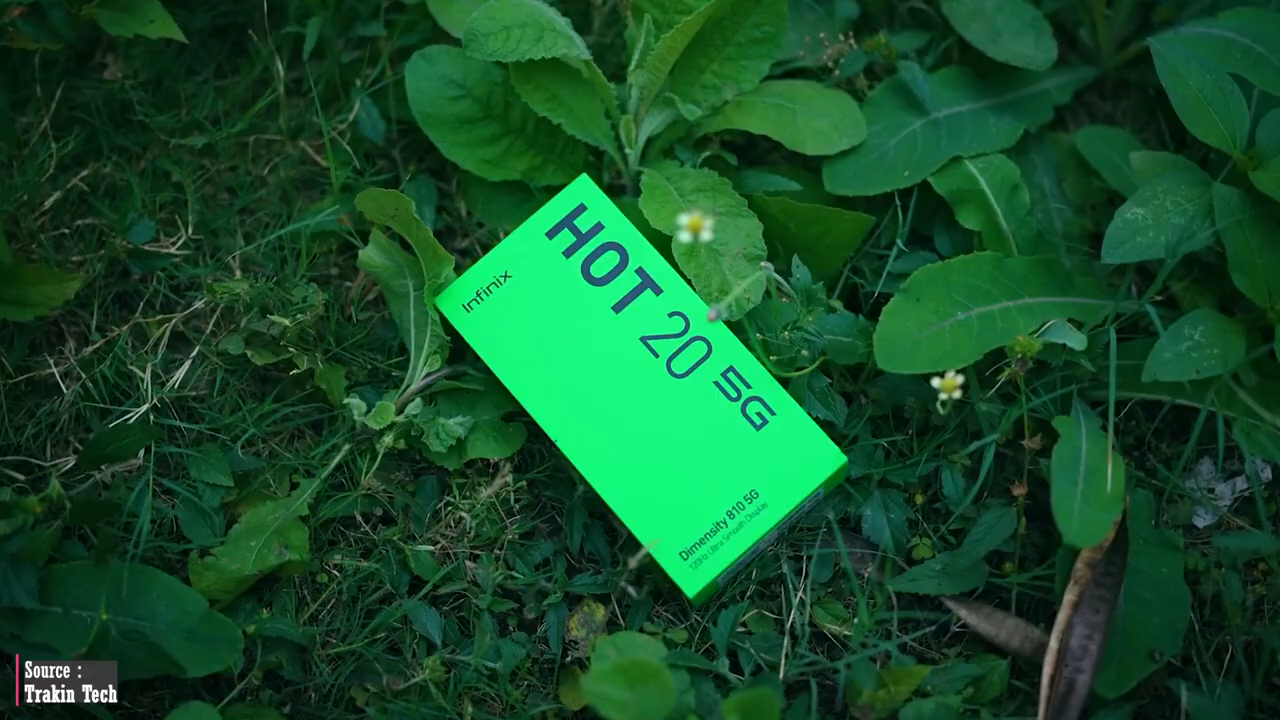 Infinix
HOT 20 5G
Dimensity 810 5G
120Hz Ultra Smooth Display
Source :
Trakin Tech